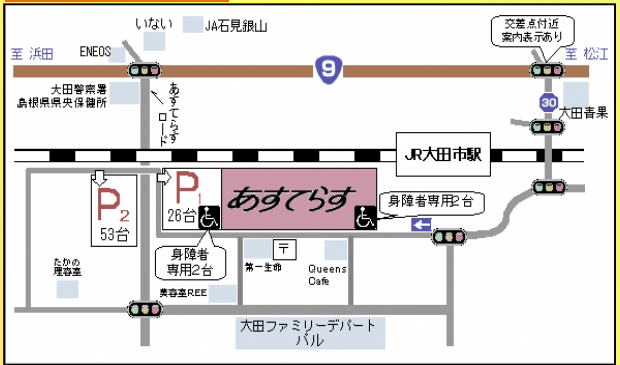 いない
JA石見銀山
交差点付近
案内表示あり
至 浜田
ENEOS
至 松江
9
大田警察署
島根県県央保健所
あすてらす
ロード
30
大田青果
JR大田市駅
P1
26台
P2
53台
あすてらす
身障者専用2台
身障者
専用2台
〒
第一生命
Queens
Cafe
たかの
理容室
美容室REE
大田ファミリーデパート
パル